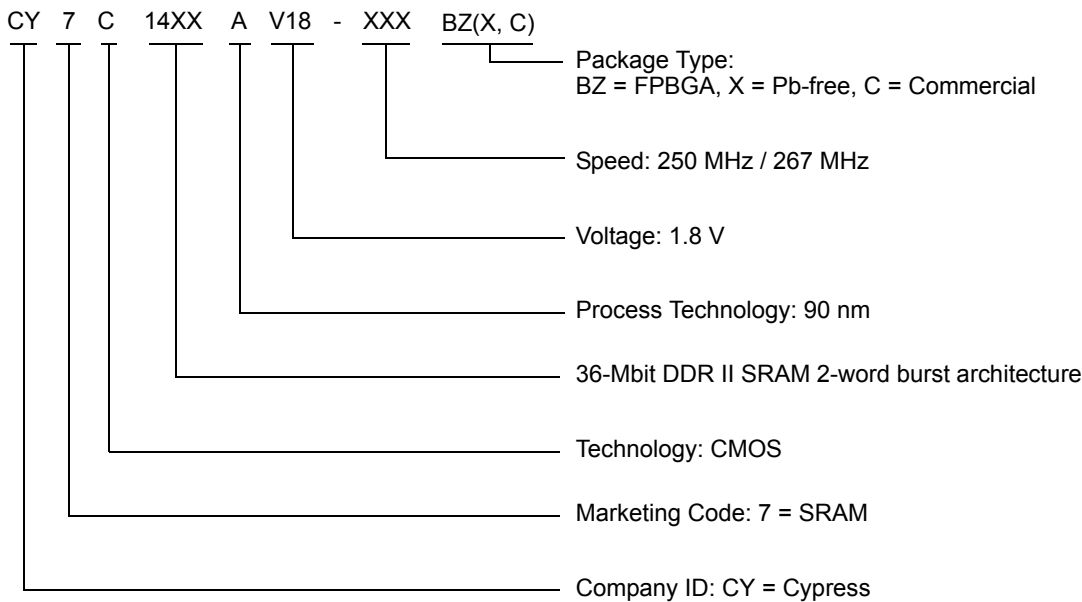 CY 7 C 14XX A V18 - XXX BZ(X, C)
Package Type:
BZ = FPBGA, X = Pb-free, C = Commercial
Speed: 250 MHz / 267 MHz
Voltage: 1.8 V
Process Technology: 90 nm
36-Mbit DDR II SRAM 2-word burst architecture
Technology: CMOS
Marketing Code: 7 = SRAM
Company ID: CY = Cypress